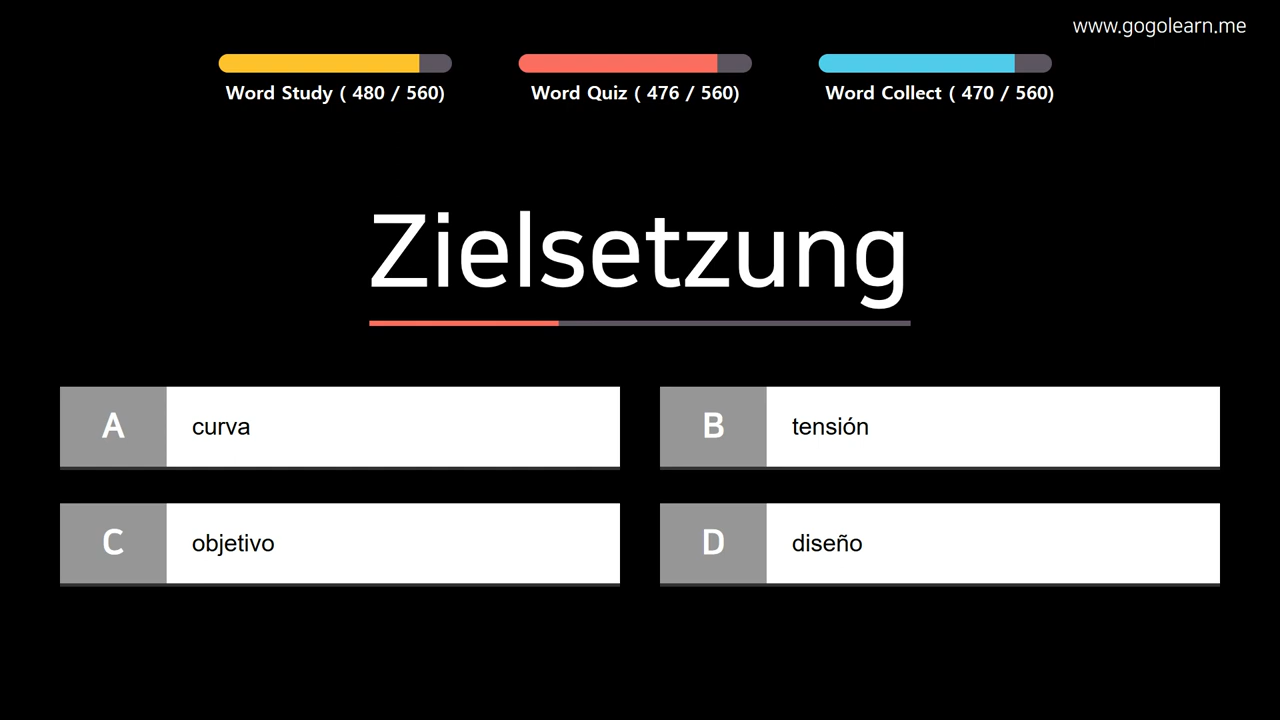 www.gogolearn.me
Word Study ( 480 / 560)
Word Quiz ( 476 / 560)
Word Collect ( 470 / 560)
Zielsetzung
A curva
B tensión
C objetivo
D diseño